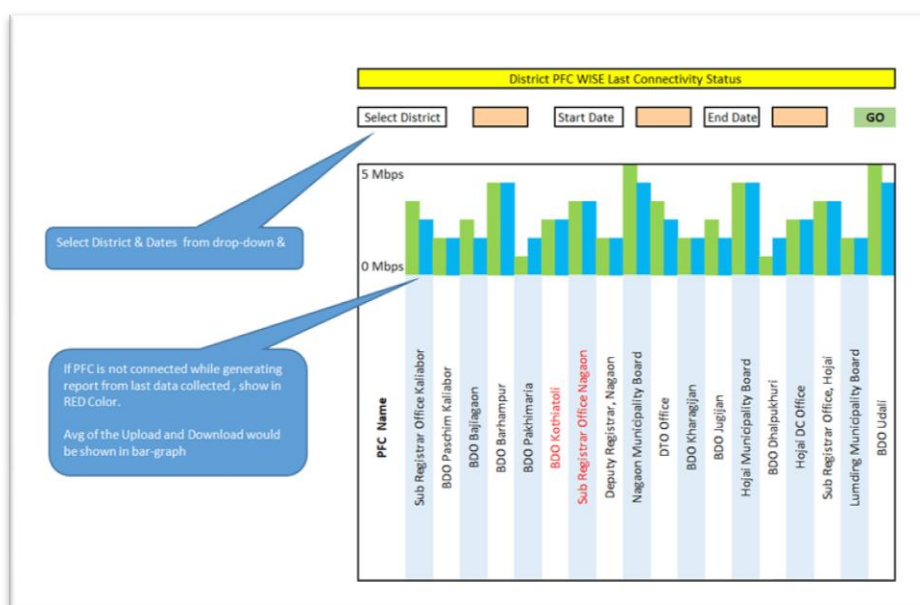 District PFC WISE Last Connectivity Status
Select District
Start Date
End Date
GO
5 Mbps
0 Mbps
Select District & Dates from drop-down &
If PFC is not connected while generating
report from last data collected , show in
RED Color.
Avg of the Upload and Download would
be shown in bar-graph
PFC Name
Sub Registrar Office Kaliabor
BDO Paschim Kaliabor
BDO Bajiagaon
BDO Barhampur
BDO Pakhimaria
BDO Kothiatoli
Sub Registrar Office Nagaon
Deputy Registrar, Nagaon
Nagaon Municipality Board
DTO Office
BDO Kharagijan
BDO Jugijan
Hojai Municipality Board
BDO Dhalpukhuri
Hojai DC Office
Sub Registrar Office, Hojai
Lumding Municipality Board
BDO Udali